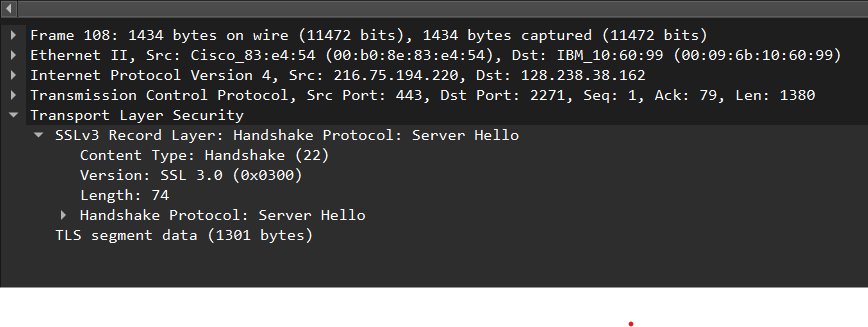 Frame 108: 1434 bytes on wire (11472 bits), 1434 bytes captured (11472 bits)
Ethernet II, Src: Cisco_83:e4:54 (00:b0:8e:83:e4:54), Dst: IBM_10:60:99 (00:09:6b:10:60:99)
Internet Protocol Version 4, Src: 216.75.194.220, Dst: 128.238.38.162
Transmission Control Protocol, Src Port: 443, Dst Port: 2271, Seq: 1, Ack: 79, Len: 1380
Transport Layer Security
SSLv3 Record Layer: Handshake Protocol: Server Hello
Content Type: Handshake (22)
Version: SSL 3.0 (0x0300)
Length: 74
Handshake Protocol: Server Hello
TLS segment data (1301 bytes)